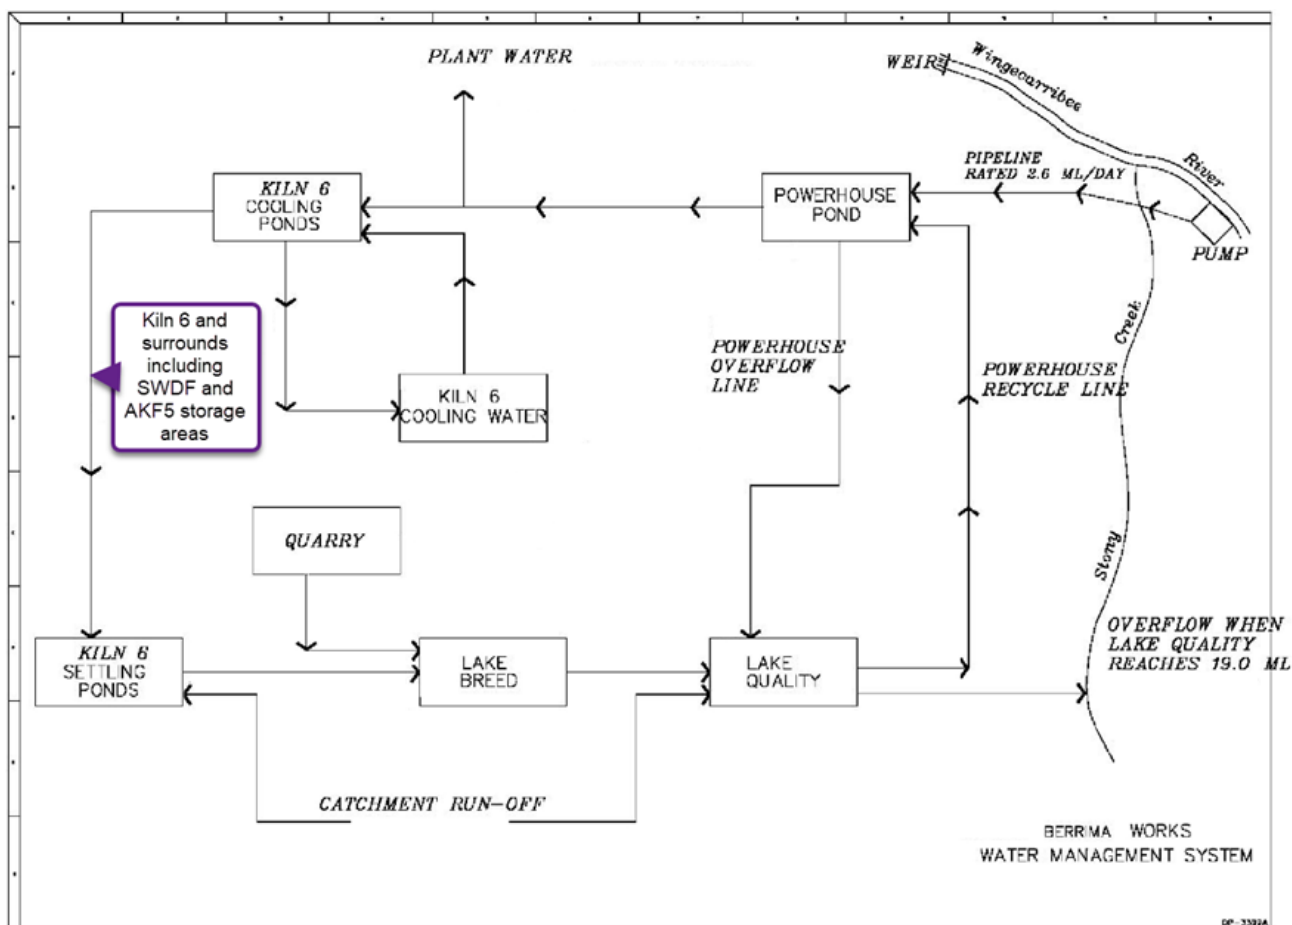 PLANT WATER
WEIR
Wingecarribee
River
PIPELINE
RATED 2.6 ML/DAY
PUMP
KILN 6
COOLING
PONDS
POWERHOUSE
POND
Kiln 6 and
surrounds
including
SWDF and
AKF5 storage
areas
POWERHOUSE
OVERFLOW
LINE
POWERHOUSE
RECYCLE LINE
Creek
Stony
KILN 6
COOLING WATER
QUARRY
KILN 6
SETTLING
PONDS
LAKE
BREED
LAKE
QUALITY
OVERFLOW WHEN
LAKE QUALITY
REACHES 19.0 ML
CATCHMENT RUN-OFF
BERRIMA WORKS
WATER MANAGEMENT SYSTEM